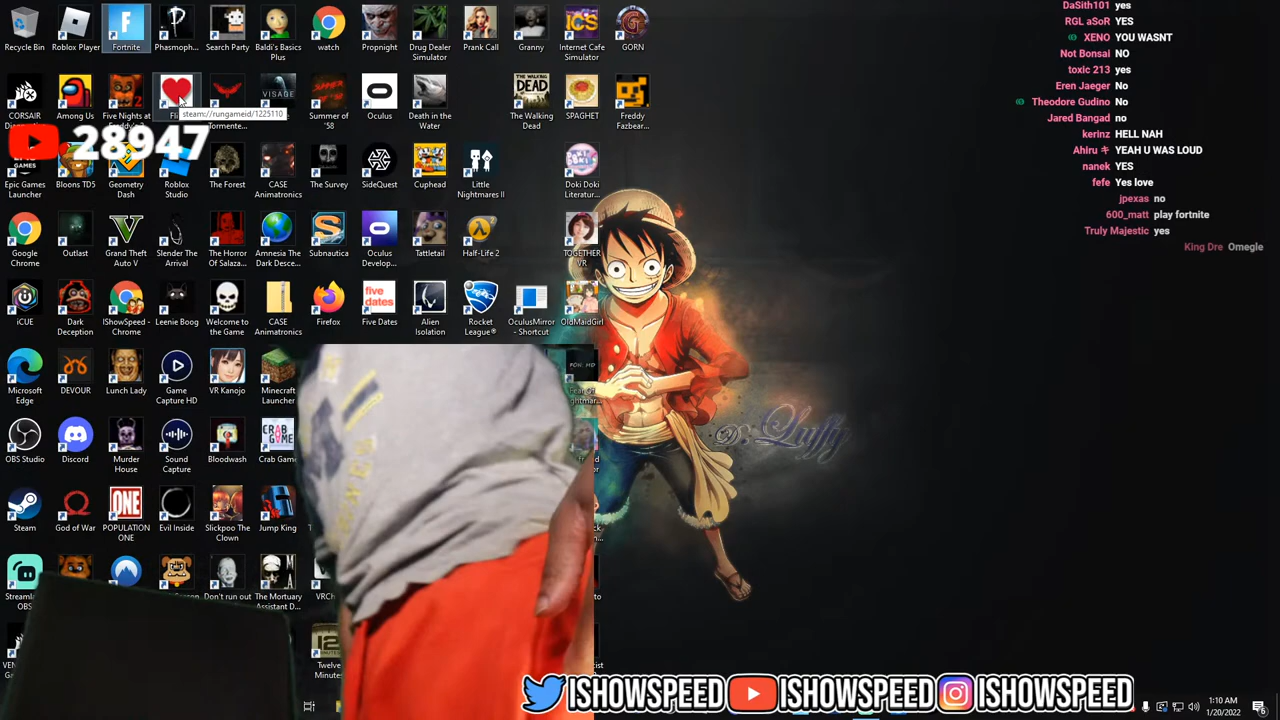 Recycle Bin
Roblox Player
Fortnite
Phasmoph...
Search Party
Baldi's Basics Plus
watch
Propnight
Drug Dealer Simulator
Prank Call
Granny
Internet Cafe Simulator
GORN
CORSAIR
Among Us
Five Nights at
steam://rungameid/1225110
Tormente...
VISAGE
Summer of '58
Oculus
Death in the Water
The Walking Dead
SPAGHET
Freddy Fazbear...
28947
Epic Games Launcher
Bloons TD5
Geometry Dash
Roblox Studio
The Forest
CASE Animatronics
The Survey
SideQuest
Cuphead
Little Nightmares II
Doki Doki Literatur...
Google Chrome
Outlast
Grand Theft Auto V
Slender The Arrival
The Horror Of Salaza...
Amnesia The Dark Desce...
Subnautica
Oculus Develop...
Tattletail
Half-Life 2
TOGETHER VR
iCUE
Dark Deception
IShowSpeed - Chrome
Leenie Boog
Welcome to the Game
CASE Animatronics
Firefox
five dates
Five Dates
Alien Isolation
Rocket League®
OculusMirror - Shortcut
OldMaidGirl
Microsoft Edge
DEVOUR
Lunch Lady
Game Capture HD
VR Kanojo
Minecraft Launcher
OBS Studio
Discord
Murder House
Sound Capture
Bloodwash
CRAB GAME
Crab Game
Steam
God of War
ONE
POPULATION ONE
Evil Inside
Slickpoo The Clown
Jump King
Don't run out
The Mortuary Assistant D...
Twelve Minutes
D. Luffy
DaSith101 yes
RGL aSoR YES
XENO YOU WASNT
Not Bonsai NO
toxic 213 yes
Eren Jaeger No
Theodore Gudino No
Jared Bangad no
kerinz HELL NAH
Ahiru キ YEAH U WAS LOUD
nanek YES
fefe Yes love
jpexas no
600_matt play fortnite
Truly Majestic yes
King Dre Omegle
ISHOWSPEED ISHOWSPEED ISHOWSPEED
1:10 AM
1/20/2022